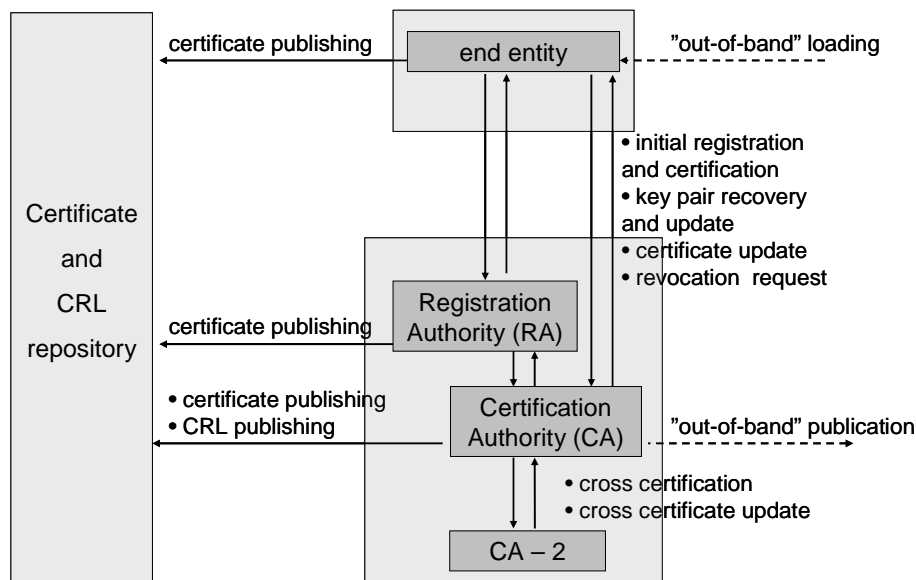 certificate publishing
end entity
”out-of-band” loading
• initial registration
and certification
• key pair recovery
and update
• certificate update
• revocation request
Certificate
and
CRL
repository
Registration
Authority (RA)
certificate publishing
• certificate publishing
• CRL publishing
Certification
Authority (CA)
”out-of-band” publication
• cross certification
• cross certificate update
CA – 2